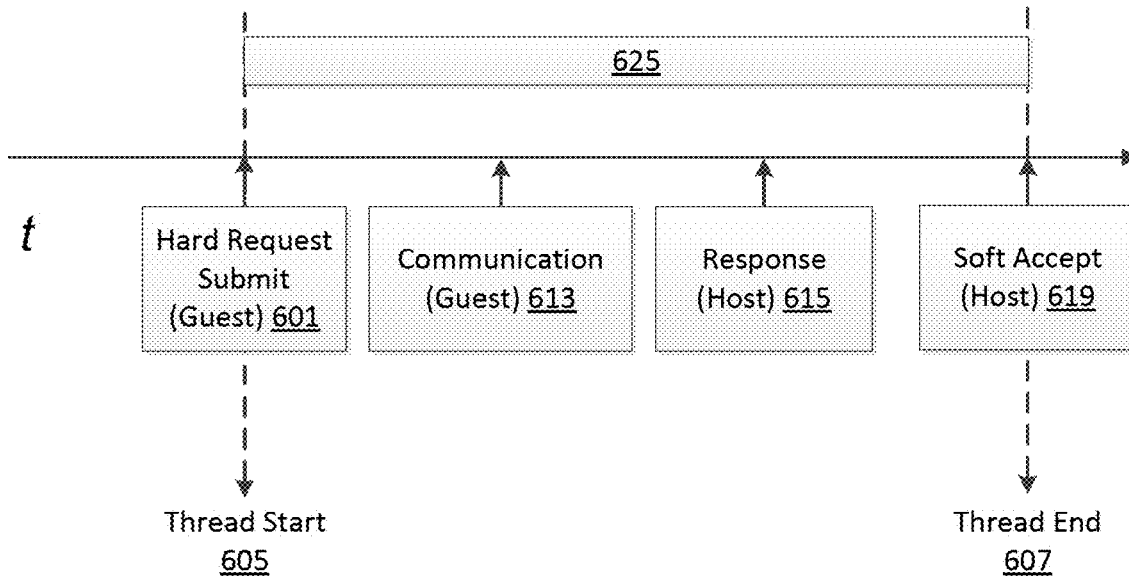 625
t
Hard Request
Submit
(Guest) 601
Communication
(Guest) 613
Response
(Host) 615
Soft Accept
(Host) 619
Thread Start
605
Thread End
607